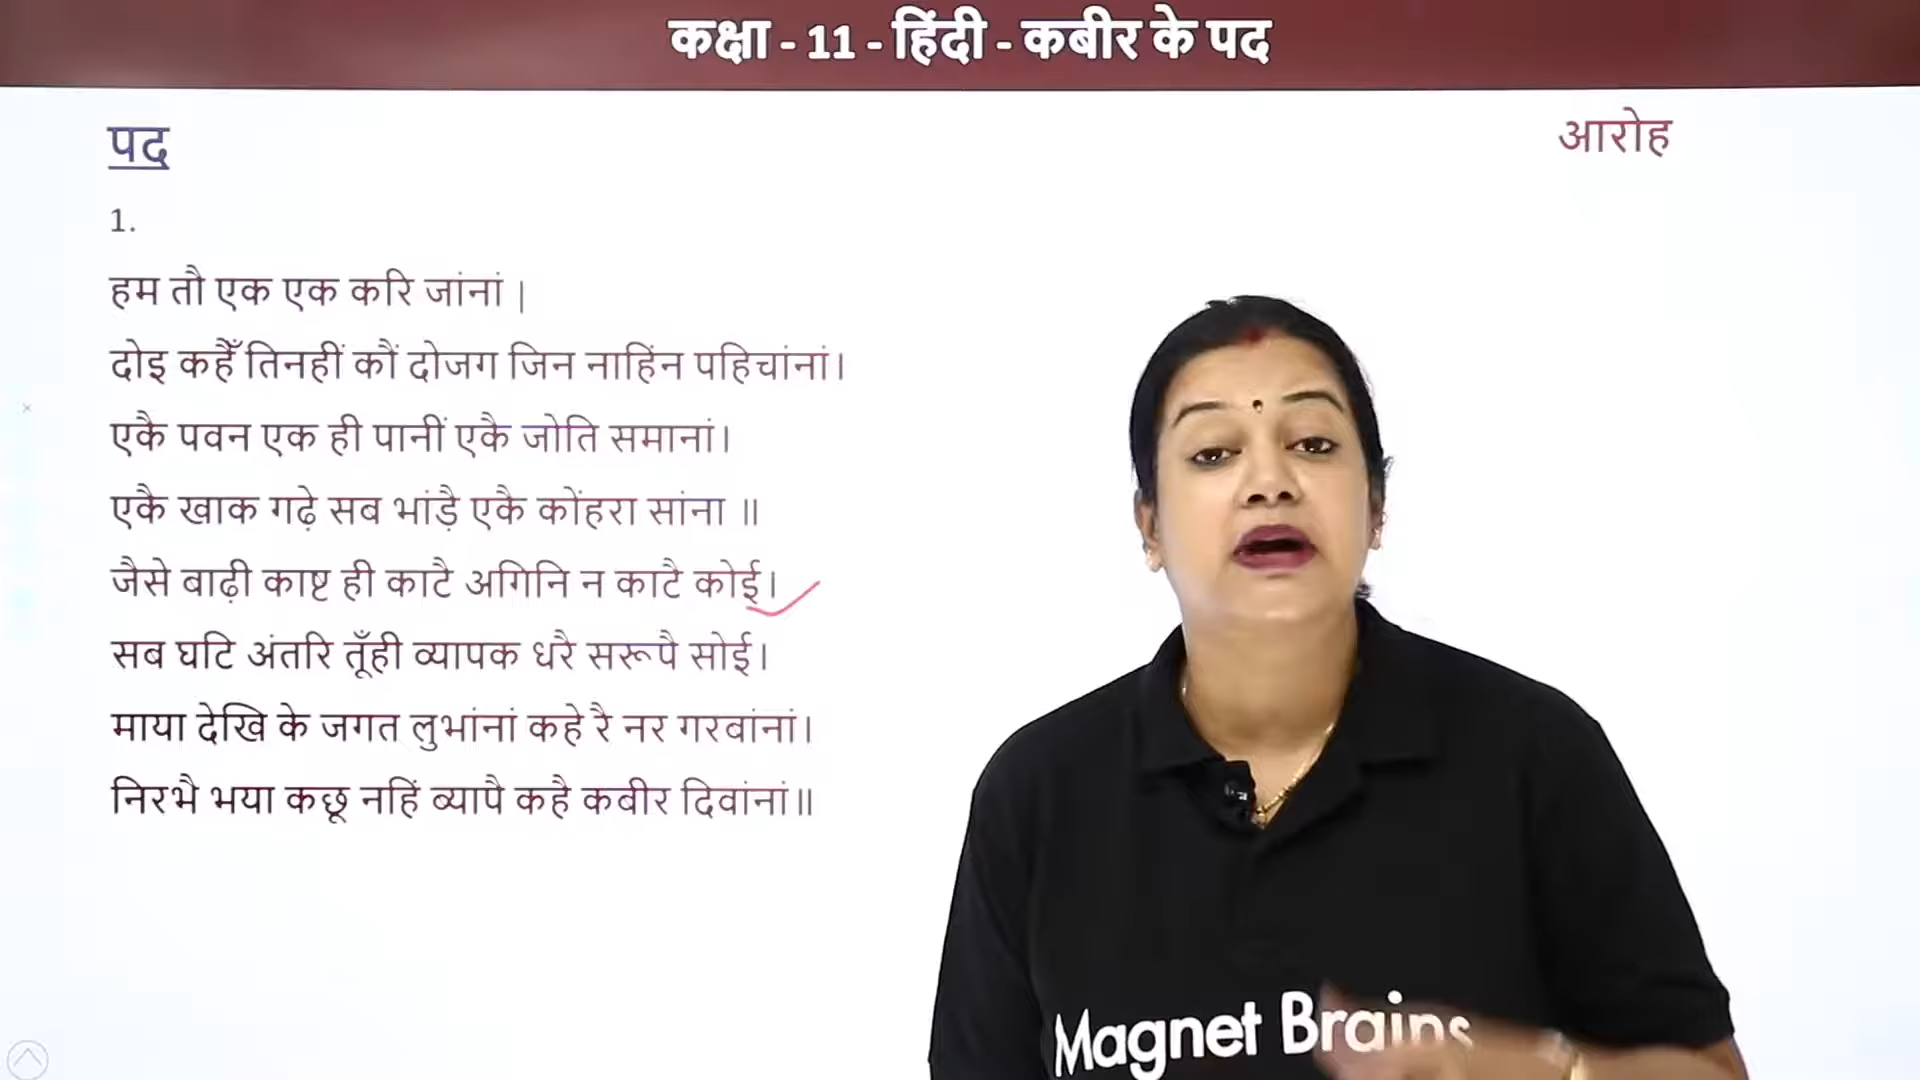 कक्षा - 11 - हिंदी - कबीर के पद
पद
आरोह
1.
हम तौ एक एक करि जांनां |
दोइ कहैँ तिनहीं कौं दोजग जिन नाहिंन पहिचांनां।
एकै पवन एक ही पानीं एकै जोति समानां।
एकै खाक गढ़े सब भांड़ै एकै कोंहरा सांना ॥
जैसे बाढ़ी काष्ट ही काटै अगिनि न काटै कोई।
सब घटि अंतरि तूँही व्यापक धरै सरूपै सोई।
माया देखि के जगत लुभांनां कहे रै नर गरबांनां।
निरभै भया कछू नहिं ब्यापै कहै कबीर दिवांनां॥
Magnet Brains